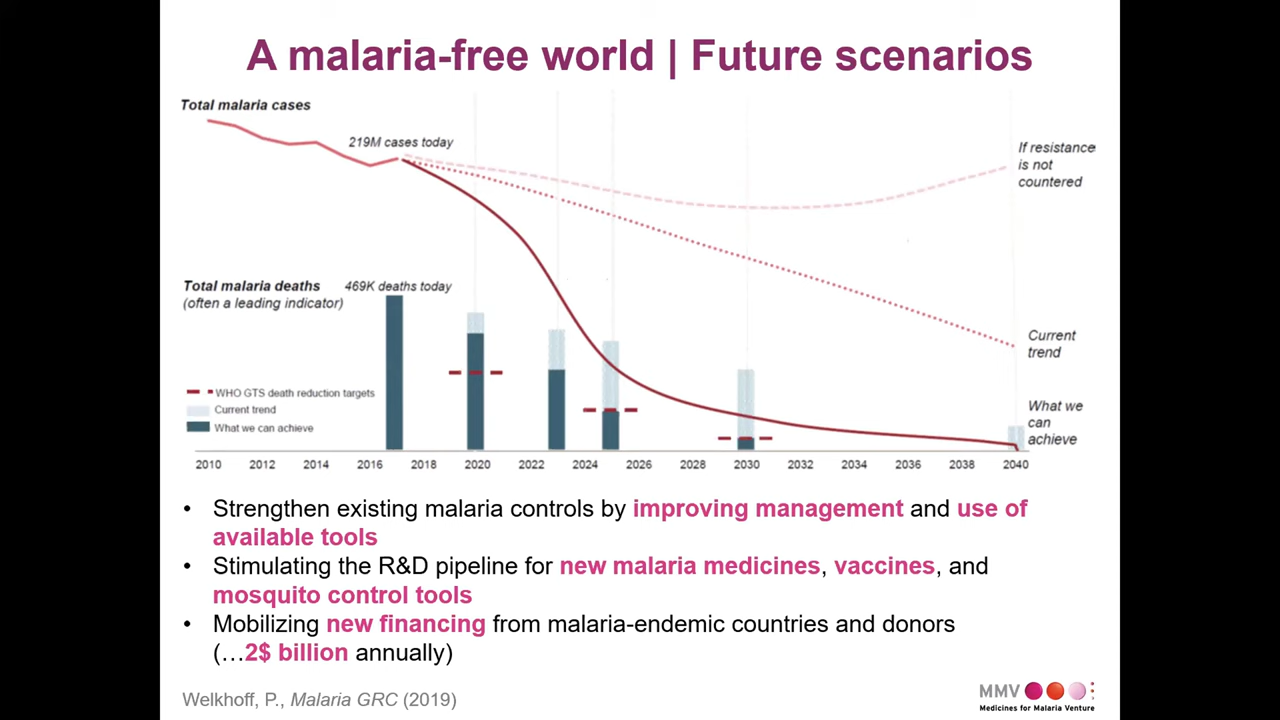 A malaria-free world | Future scenarios
Total malaria cases
219M cases today
If resistance
is not
countered
Total malaria deaths
(often a leading indicator)
469K deaths today
Current
trend
WHO GTS death reduction targets
Current trend
What we can achieve
What we
can
achieve
2010 2012 2014 2016 2018 2020 2022 2024 2026 2028 2030 2032 2034 2036 2038 2040
• Strengthen existing malaria controls by improving management and use of
available tools
• Stimulating the R&D pipeline for new malaria medicines, vaccines, and
mosquito control tools
• Mobilizing new financing from malaria-endemic countries and donors
(…2$ billion annually)
Welkhoff, P., Malaria GRC (2019)
MMV
Medicines for Malaria Venture